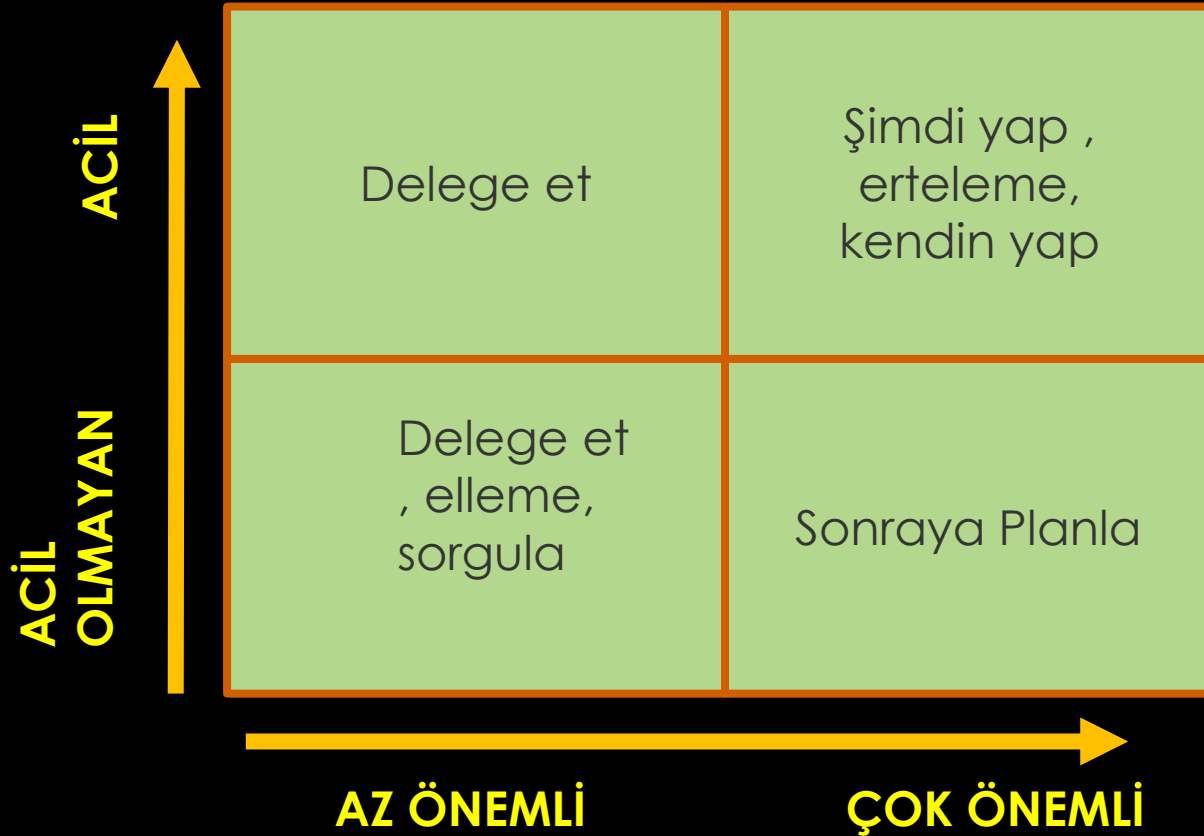 ACİL
Delege et
Şimdi yap ,
erteleme,
kendin yap
ACİL
OLMAYAN
Delege et
, elleme,
sorgula
Sonraya Planla
AZ ÖNEMLİ
ÇOK ÖNEMLİ